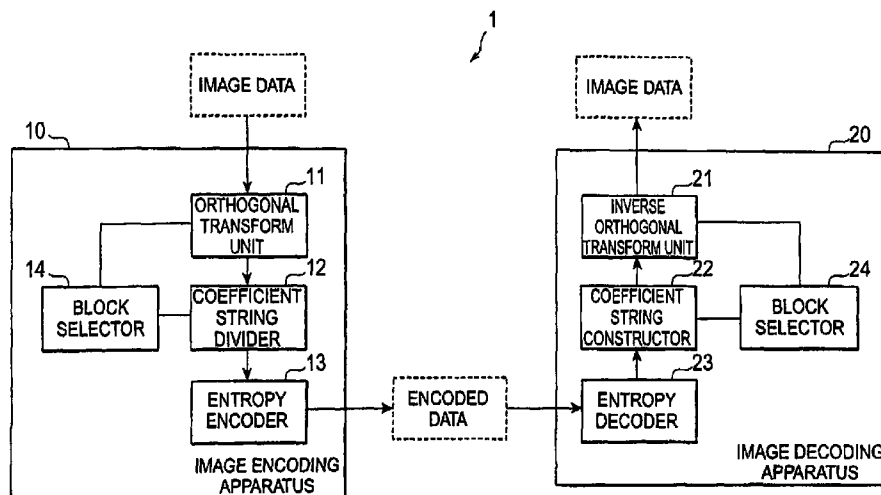 1
IMAGE DATA
IMAGE DATA
10
20
11
ORTHOGONAL
TRANSFORM
UNIT
21
INVERSE
ORTHOGONAL
TRANSFORM UNIT
14
BLOCK
SELECTOR
12
COEFFICIENT
STRING
DIVIDER
22
COEFFICIENT
STRING
CONSTRUCTOR
24
BLOCK
SELECTOR
13
ENTROPY
ENCODER
ENCODED
DATA
23
ENTROPY
DECODER
IMAGE ENCODING
APPARATUS
IMAGE DECODING
APPARATUS